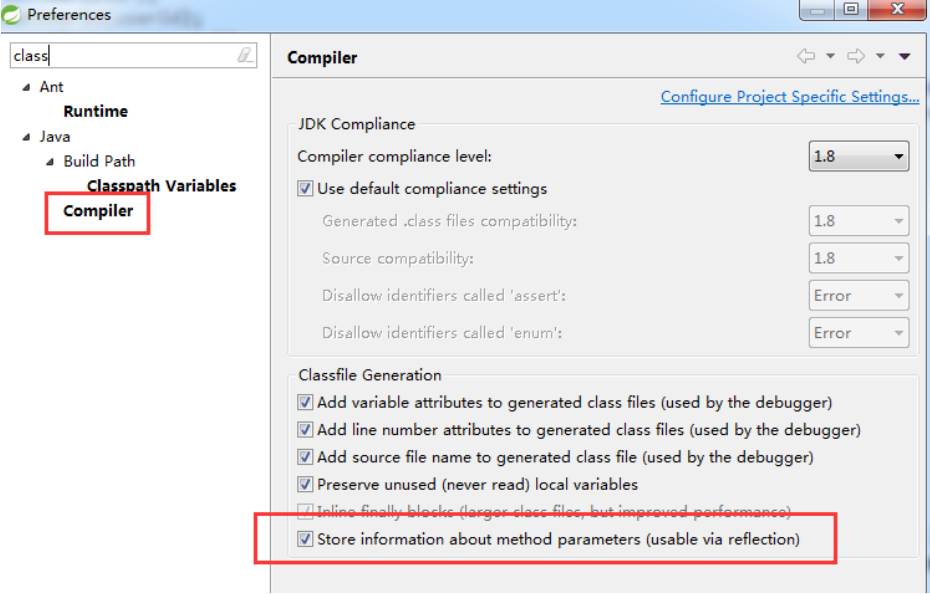 Preferences
class
Compiler
Ant
Runtime
Java
Build Path
Classpath Variables
Compiler
Configure Project Specific Settings...
JDK Compliance
Compiler compliance level: 1.8
Use default compliance settings
Generated .class files compatibility: 1.8
Source compatibility: 1.8
Disallow identifiers called 'assert': Error
Disallow identifiers called 'enum': Error
Classfile Generation
Add variable attributes to generated class files (used by the debugger)
Add line number attributes to generated class files (used by the debugger)
Add source file name to generated class file (used by the debugger)
Preserve unused (never read) local variables
Inline finally blocks (larger class files, but improved performance)
Store information about method parameters (usable via reflection)